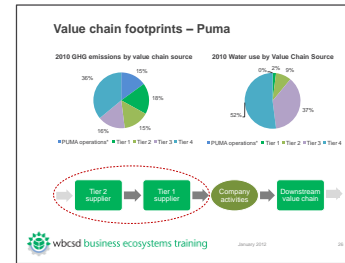 Value chain footprints – Puma
2010 GHG emissions by value chain source
2010 Water use by Value Chain Source
15%
18%
15%
16%
36%
0%
2%
9%
37%
52%
PUMA operations* Tier 1 Tier 2 Tier 3 Tier 4
PUMA operations* Tier 1 Tier 2 Tier 3 Tier 4
Tier 2
supplier
Tier 1
supplier
Company
activities
Downstream
value chain
wbcsd business ecosystems training
January 2012